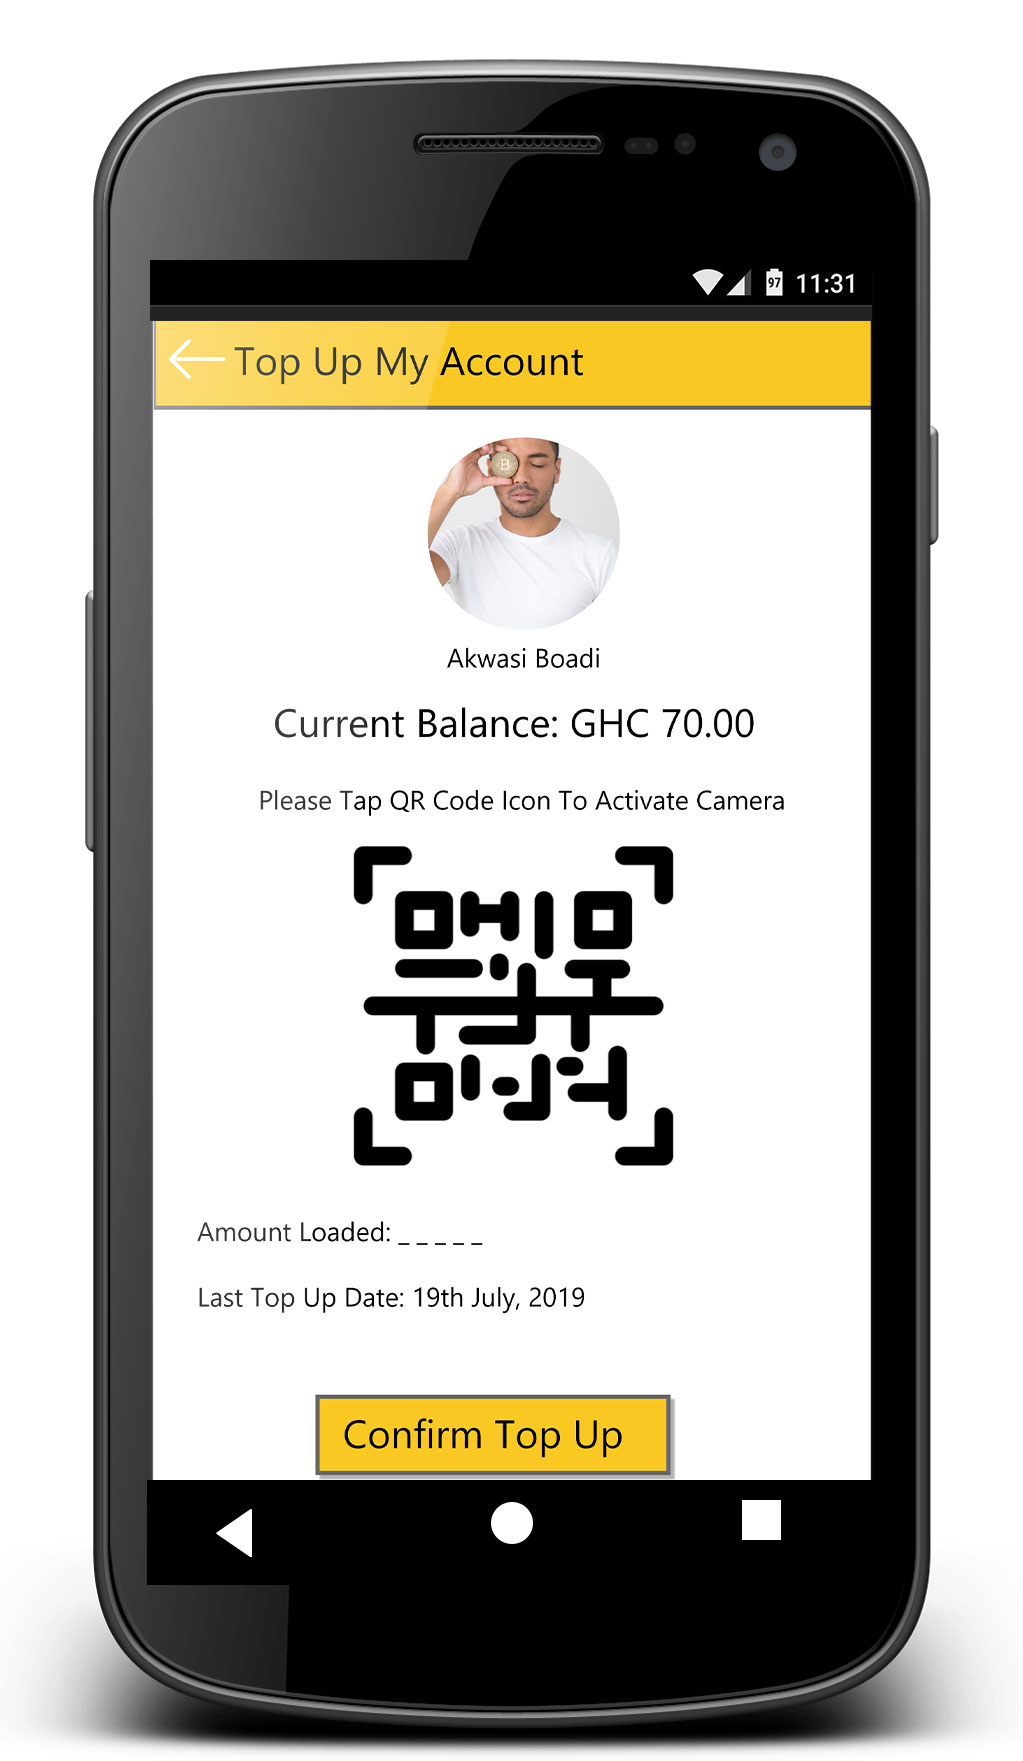 97 11:31
Top Up My Account
Akwasi Boadi
Current Balance: GHC 70.00
Please Tap QR Code Icon To Activate Camera
Amount Loaded: _ _ _ _ _
Last Top Up Date: 19th July, 2019
Confirm Top Up